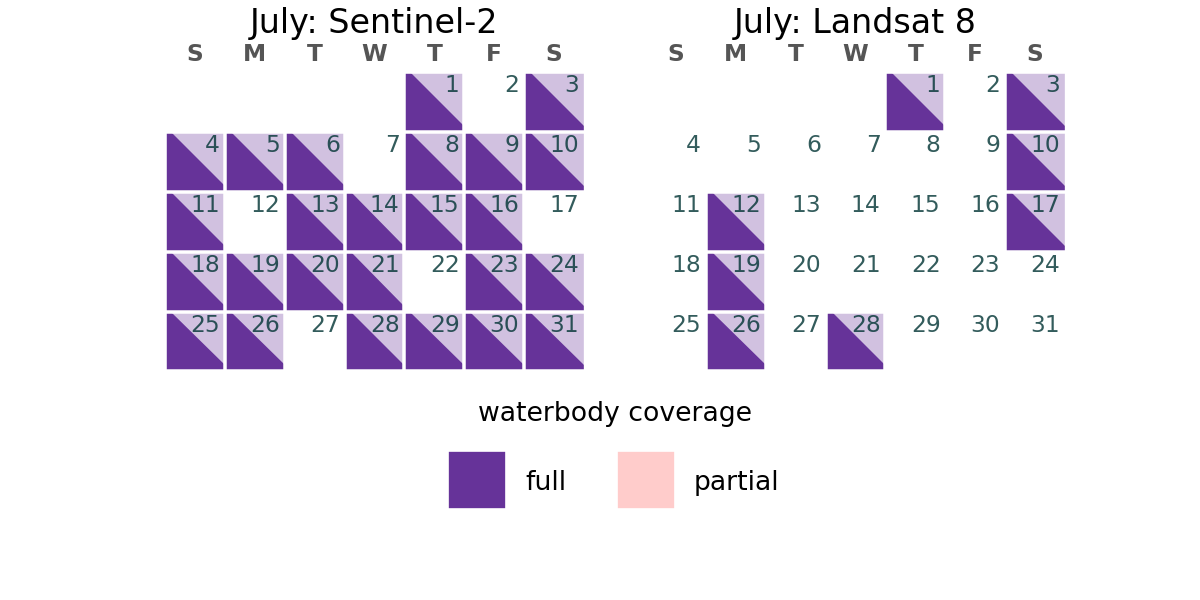 July: Sentinel-2
S M T W T F S
1 2 3
4 5 6 7 8 9 10
11 12 13 14 15 16 17
18 19 20 21 22 23 24
25 26 27 28 29 30 31
July: Landsat 8
S M T W T F S
1 2 3
4 5 6 7 8 9 10
11 12 13 14 15 16 17
18 19 20 21 22 23 24
25 26 27 28 29 30 31
waterbody coverage
full partial